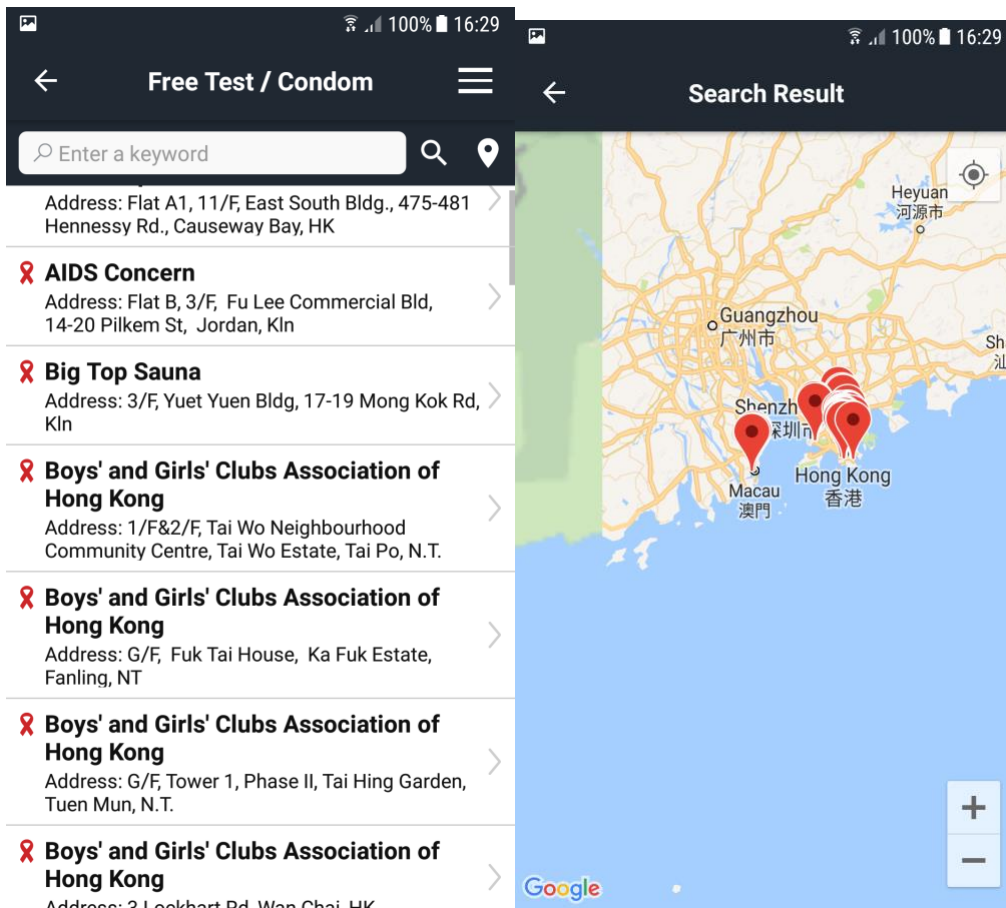 100% 16:29
Free Test / Condom
Enter a keyword
Address: Flat A1, 11/F, East South Bldg., 475-481
Hennessy Rd., Causeway Bay, HK
AIDS Concern
Address: Flat B, 3/F, Fu Lee Commercial Bld,
14-20 Pilkem St, Jordan, Kln
Big Top Sauna
Address: 3/F, Yuet Yuen Bldg, 17-19 Mong Kok Rd,
Kln
Boys' and Girls' Clubs Association of
Hong Kong
Address: 1/F&2/F, Tai Wo Neighbourhood
Community Centre, Tai Wo Estate, Tai Po, N.T.
Boys' and Girls' Clubs Association of
Hong Kong
Address: G/F, Fuk Tai House, Ka Fuk Estate,
Fanling, NT
Boys' and Girls' Clubs Association of
Hong Kong
Address: G/F, Tower 1, Phase II, Tai Hing Garden,
Tuen Mun, N.T.
Boys' and Girls' Clubs Association of
Hong Kong
Address: 3 Lockhart Rd, Wan Chai, HK
100% 16:29
Search Result
Heyuan
河源市
Guangzhou
广州市
Sh
汕
Shenzh
深圳市
Hong Kong
香港
Macau
澳門
Google